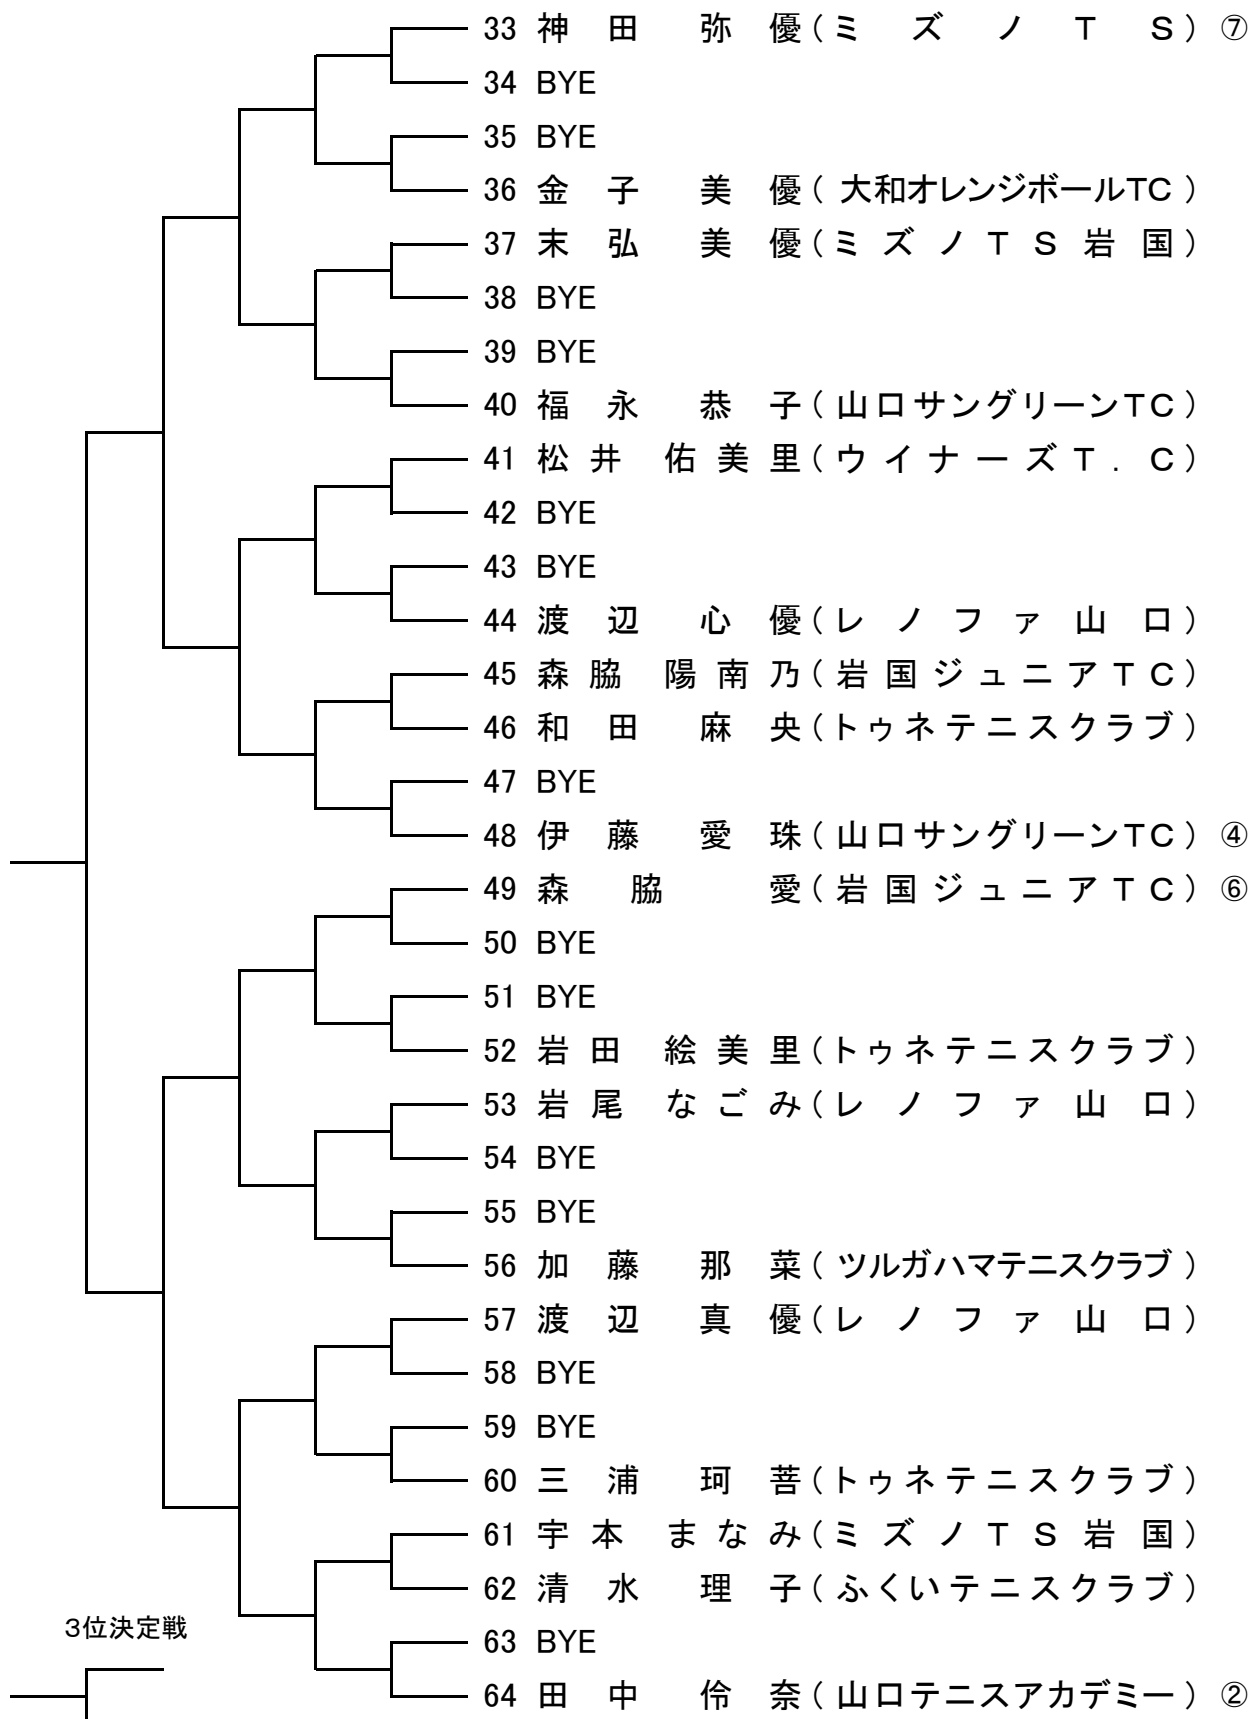 33 神田 弥優(ミズノTS) ⑦
34 BYE
35 BYE
36 金子 美優(大和オレンジボールTC)
37 末弘 美優(ミズノTS岩国)
38 BYE
39 BYE
40 福永 恭子(山口サングリーンTC)
41 松井 佑美里(ウイナーズT.C)
42 BYE
43 BYE
44 渡辺 心優(レノファ山口)
45 森脇 陽南乃(岩国ジュニアTC)
46 和田 麻央(トゥネテニスクラブ)
47 BYE
48 伊藤 愛珠(山口サングリーンTC) ④
49 森脇 愛(岩国ジュニアTC) ⑥
50 BYE
51 BYE
52 岩田 絵美里(トゥネテニスクラブ)
53 岩尾 なごみ(レノファ山口)
54 BYE
55 BYE
56 加藤 那菜(ツルガハマテニスクラブ)
57 渡辺 真優(レノファ山口)
58 BYE
59 BYE
60 三浦 珂菩(トゥネテニスクラブ)
61 宇本 まなみ(ミズノTS岩国)
62 清水 理子(ふくいテニスクラブ)
3位決定戦
63 BYE
64 田中 伶奈(山口テニスアカデミー) ②